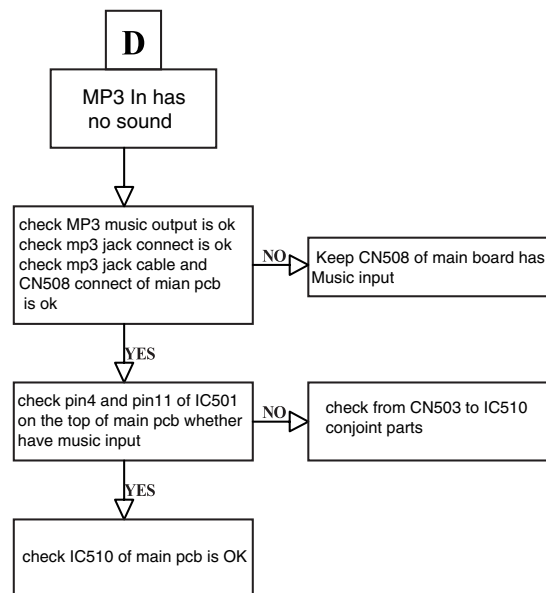 D
MP3 In has
no sound
check MP3 music output is ok
check mp3 jack connect is ok
check mp3 jack cable and
CN508 connect of mian pcb
is ok
NO
Keep CN508 of main board has
Music input
YES
check pin4 and pin11 of IC501
on the top of main pcb whether
have music input
NO
check from CN503 to IC510
conjoint parts
YES
check IC510 of main pcb is OK